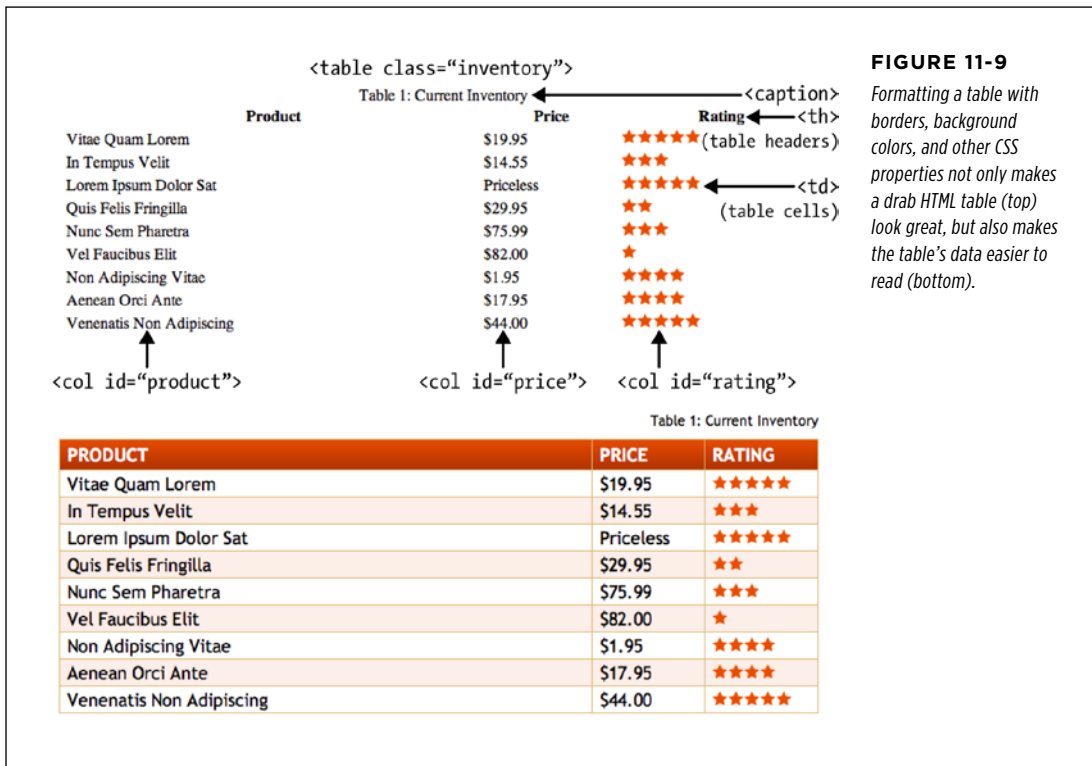 <table class="inventory">
Table 1: Current Inventory
<caption>
Product Price Rating
<th>
(table headers)
Vitae Quam Lorem $19.95
In Tempus Velit $14.55
Lorem Ipsum Dolor Sat Priceless
<td>
(table cells)
Quis Felis Fringilla $29.95
Nunc Sem Pharetra $75.99
Vel Faucibus Elit $82.00
Non Adipiscing Vitae $1.95
Aenean Orci Ante $17.95
Venenatis Non Adipiscing $44.00
<col id="product"> <col id="price"> <col id="rating">
Table 1: Current Inventory
PRODUCT PRICE RATING
Vitae Quam Lorem $19.95
In Tempus Velit $14.55
Lorem Ipsum Dolor Sat Priceless
Quis Felis Fringilla $29.95
Nunc Sem Pharetra $75.99
Vel Faucibus Elit $82.00
Non Adipiscing Vitae $1.95
Aenean Orci Ante $17.95
Venenatis Non Adipiscing $44.00
FIGURE 11-9
Formatting a table with
borders, background
colors, and other CSS
properties not only makes
a drab HTML table (top)
look great, but also makes
the table's data easier to
read (bottom).